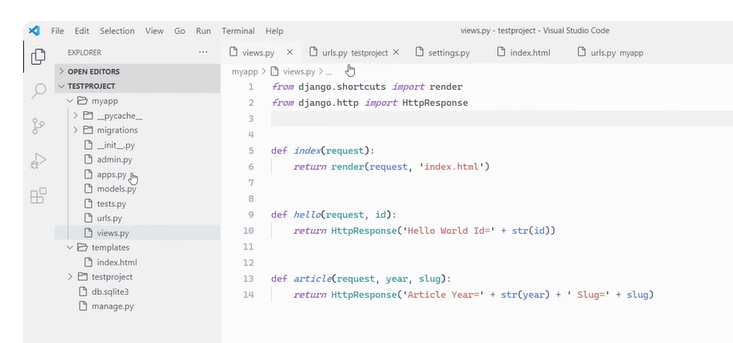 File Edit Selection View Go Run Terminal Help
views.py - testproject - Visual Studio Code
EXPLORER ...
OPEN EDITORS
TESTPROJECT
myapp
__pycache__
migrations
__init__.py
admin.py
apps.py
models.py
tests.py
urls.py
views.py
templates
index.html
testproject
db.sqlite3
manage.py
views.py urls.py testproject settings.py index.html urls.py myapp
myapp > views.py > ...
1 from django.shortcuts import render
2 from django.http import HttpResponse
3
4
5 def index(request):
6 return render(request, 'index.html')
7
8
9 def hello(request, id):
10 return HttpResponse('Hello World Id=' + str(id))
11
12
13 def article(request, year, slug):
14 return HttpResponse('Article Year=' + str(year) + ' Slug=' + slug)